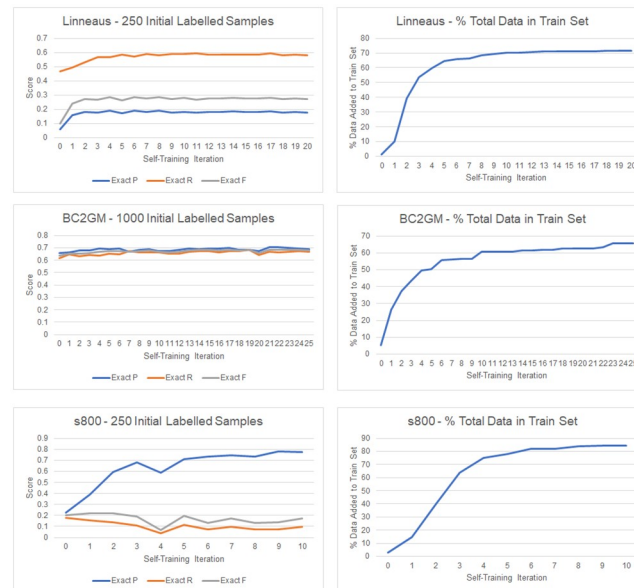 Linneaus - 250 Initial Labelled Samples
0.7
0.6
0.5
0.4
0.3
0.2
0.1
0
Score
0 1 2 3 4 5 6 7 8 9 10 11 12 13 14 15 16 17 18 19 20
Self-Training Iteration
Exact P Exact R Exact F
Linneaus - % Total Data in Train Set
80
70
60
50
40
30
20
10
0
% Data Added to Train Set
0 1 2 3 4 5 6 7 8 9 10 11 12 13 14 15 16 17 18 19 20
Self-Training Iteration
BC2GM - 1000 Initial Labelled Samples
0.8
0.7
0.6
0.5
0.4
0.3
0.2
0.1
0
Score
0 1 2 3 4 5 6 7 8 9 10 11 12 13 14 15 16 17 18 19 20 21 22 23 24 25
Self-Training Iteration
Exact P Exact R Exact F
BC2GM - % Total Data in Train Set
70
60
50
40
30
20
10
0
% Data Added to Train Set
0 1 2 3 4 5 6 7 8 9 10 11 12 13 14 15 16 17 18 19 20 21 22 23 24 25
Self-Training Iteration
s800 - 250 Initial Labelled Samples
0.9
0.8
0.7
0.6
0.5
0.4
0.3
0.2
0.1
0
Score
0 1 2 3 4 5 6 7 8 9 10
Self-Training Iteration
Exact P Exact R Exact F
s800 - % Total Data in Train Set
90
80
70
60
50
40
30
20
10
0
% Data Added to Train Set
0 1 2 3 4 5 6 7 8 9 10
Self-Training Iteration